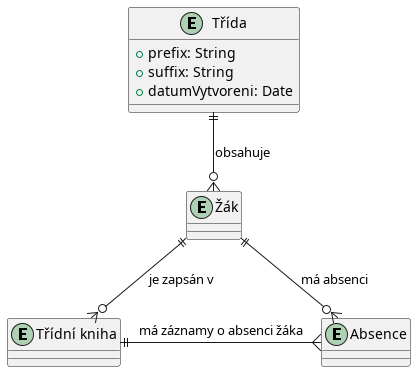 E Třída
prefix: String
suffix: String
datumVytvoreni: Date
obsahuje
E Žák
je zapsán v
má absenci
E Třídní kniha
má záznamy o absenci žáka
E Absence